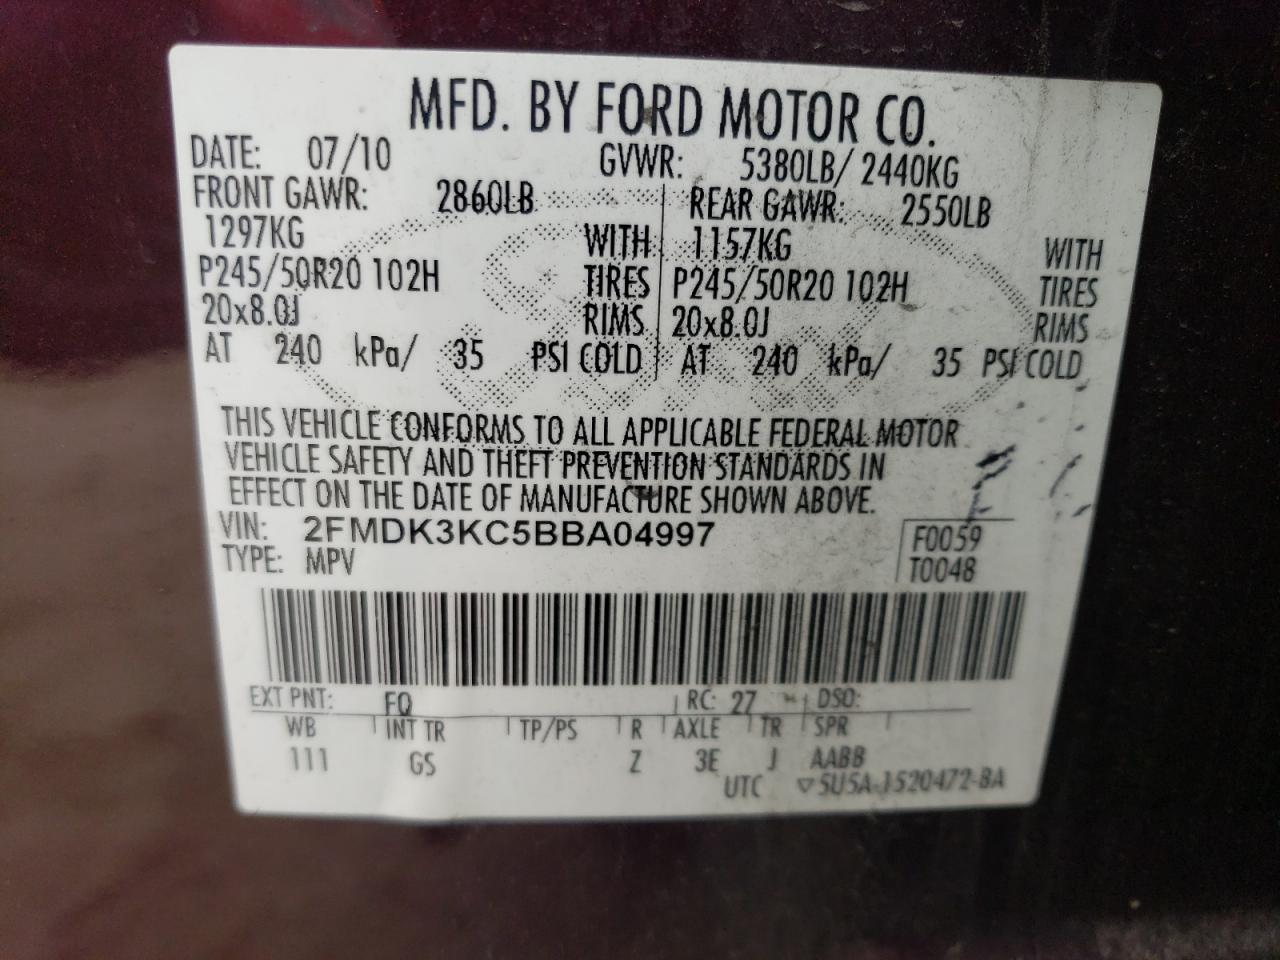 MFD. BY FORD MOTOR CO.
DATE: 07/10 GVWR: 5380LB/ 2440KG
FRONT GAWR: 2860LB REAR GAWR: 2550LB
1297KG WITH 1157KG WITH
P245/50R20 102H TIRES P245/50R20 102H TIRES
20x8.0J RIMS 20x8.0J RIMS
AT 240 kPa/ 35 PSI COLD AT 240 kPa/ 35 PSI COLD
THIS VEHICLE CONFORMS TO ALL APPLICABLE FEDERAL MOTOR
VEHICLE SAFETY AND THEFT PREVENTION STANDARDS IN
EFFECT ON THE DATE OF MANUFACTURE SHOWN ABOVE.
VIN: 2FMDK3KC5BBA04997 F0059
TYPE: MPV T0048
EXT PNT: FQ RC: 27 DSO:
WB INT TR TP/PS R AXLE TR SPR
111 GS Z 3E J AABB
UTC ▽5U5A-1520472-BA